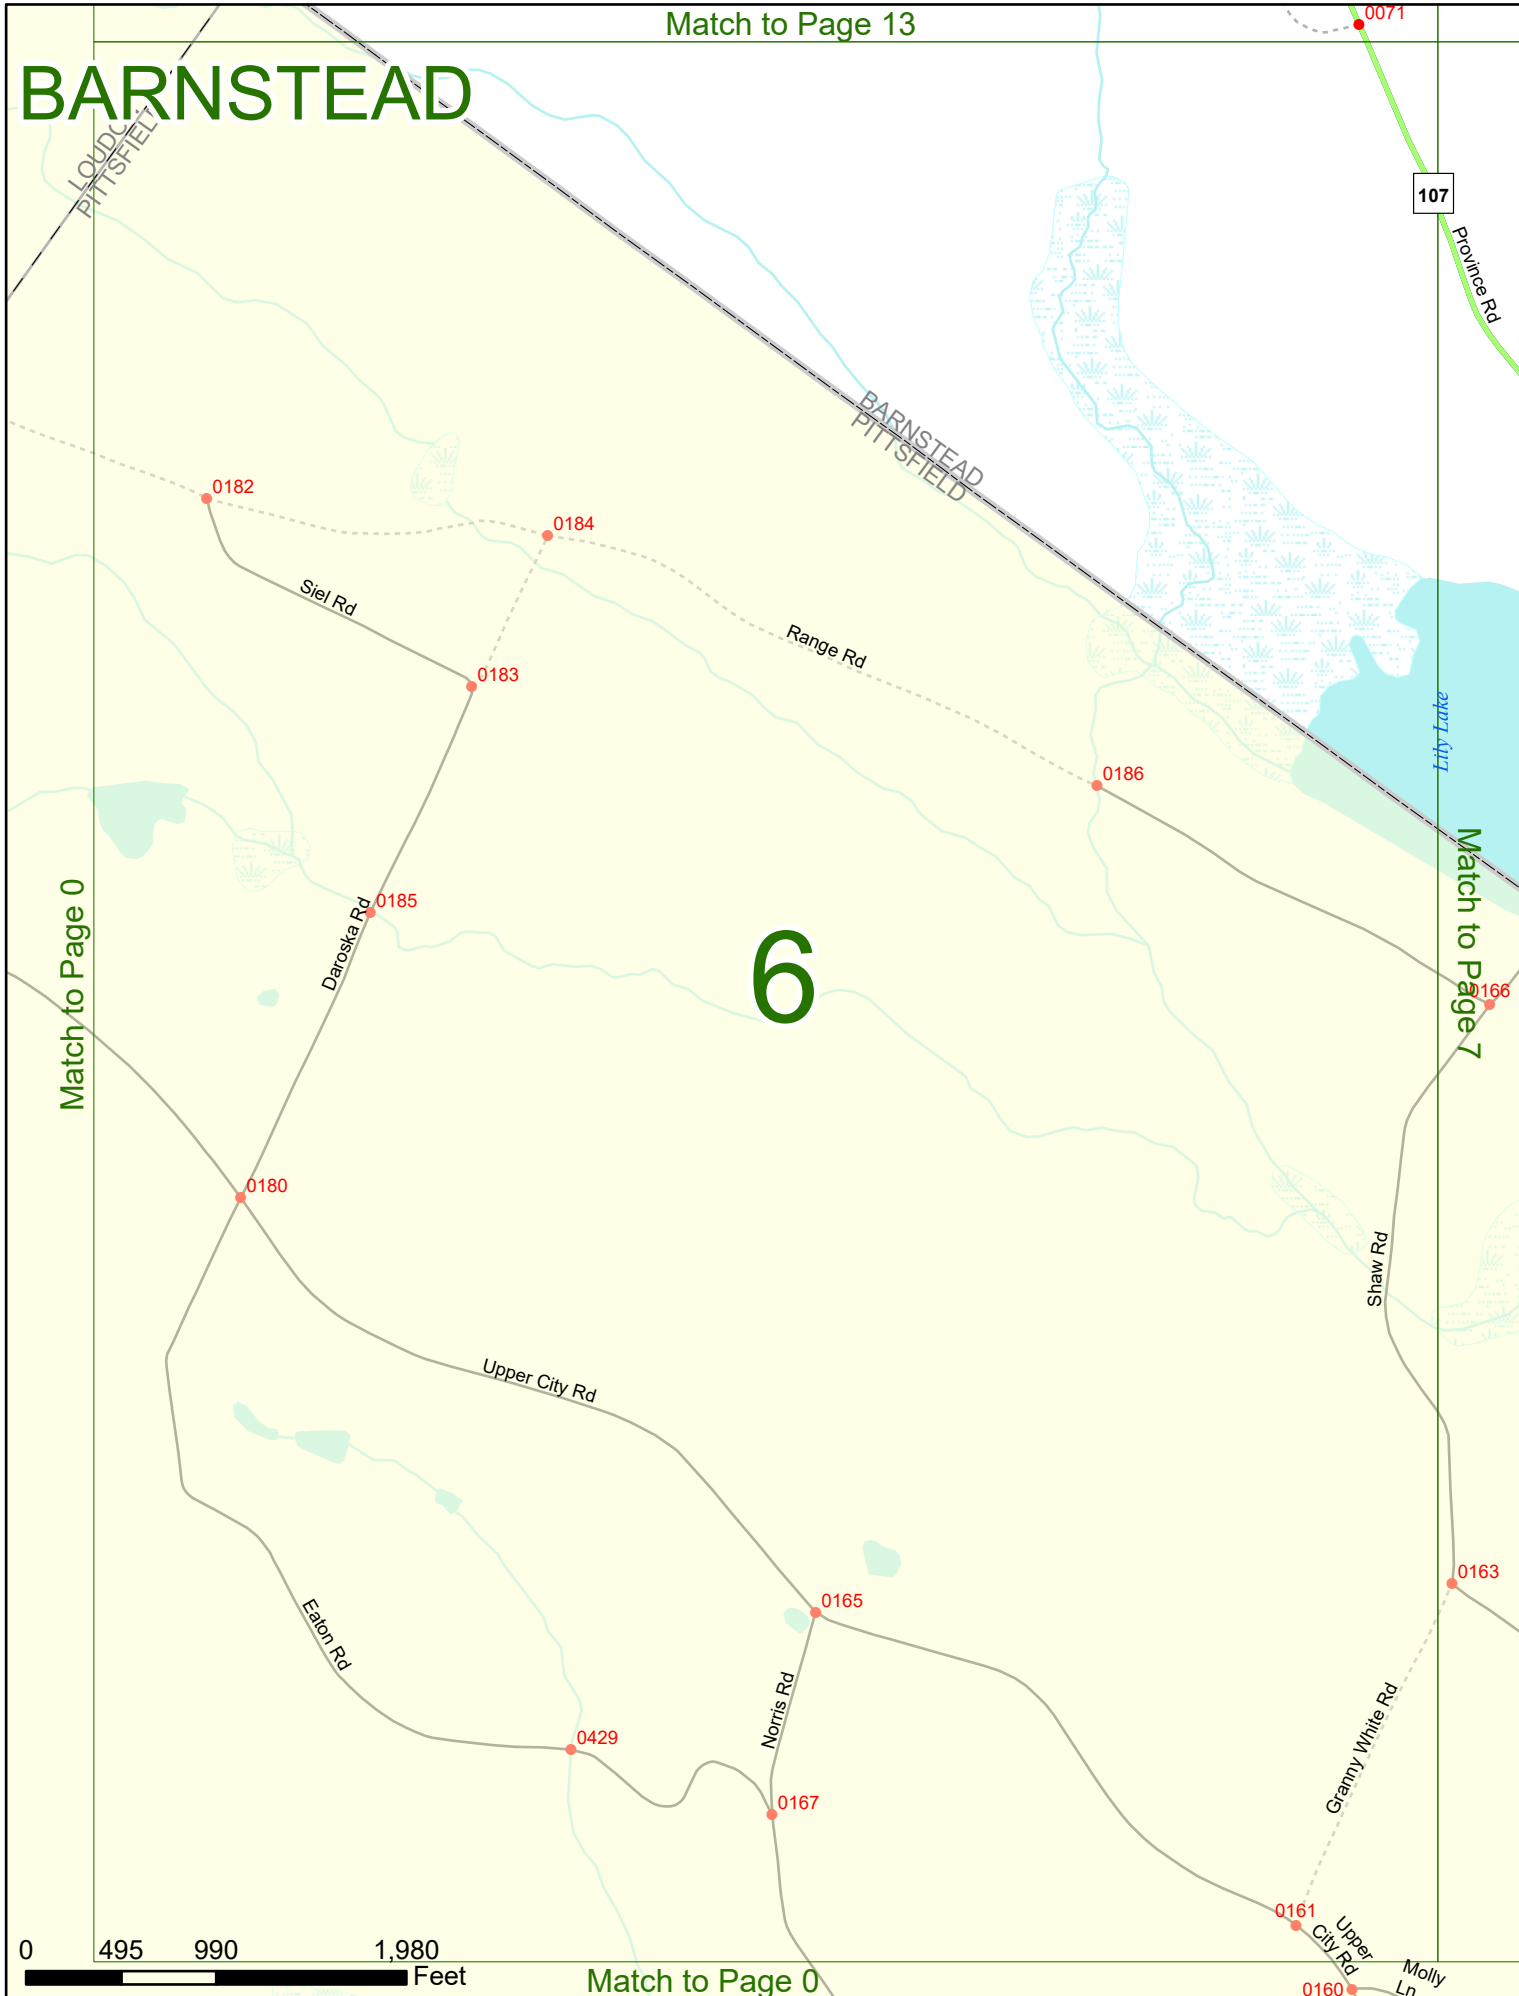 Match to Page 13
0071
BARNSTEAD
PITTSFIELD
107
Province Rd
BARNSTEAD
PITTSFIELD
0182
0184
Siel Rd
Range Rd
0183
0186
Lily Lake
Match to Page 0
0185
Daroska Rd
6
Match to Page 7
0166
0180
Shaw Rd
Upper City Rd
0163
0165
Eaton Rd
Norris Rd
Granny White Rd
0429
0167
0161
Upper
City Rd
0 495 990 1,980
Feet
Match to Page 0
0160
Molly
Ln